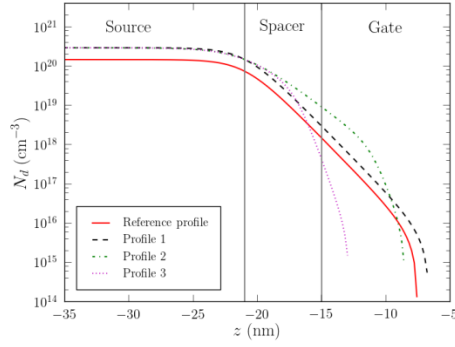 Source Spacer Gate
10^21
10^20
10^19
10^18
10^17
10^16
10^15
10^14
N_d (cm^−3)
Reference profile
Profile 1
Profile 2
Profile 3
−35 −30 −25 −20 −15 −10 −5
z (nm)